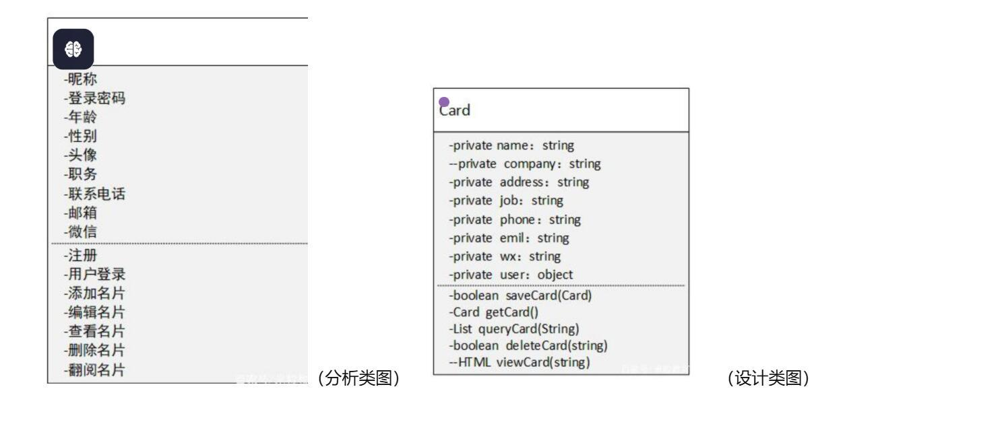 -昵称
-登录密码
-年龄
-性别
-头像
-职务
-联系电话
-邮箱
-微信
-注册
-用户登录
-添加名片
-编辑名片
-查看名片
-删除名片
-翻阅名片
(分析类图)
Card
-private name：string
--private company：string
-private address：string
-private job：string
-private phone：string
-private emil：string
-private wx：string
-private user：object
-boolean saveCard(Card)
-Card getCard()
-List queryCard(String)
-boolean deleteCard(string)
--HTML viewCard(string)
(设计类图)